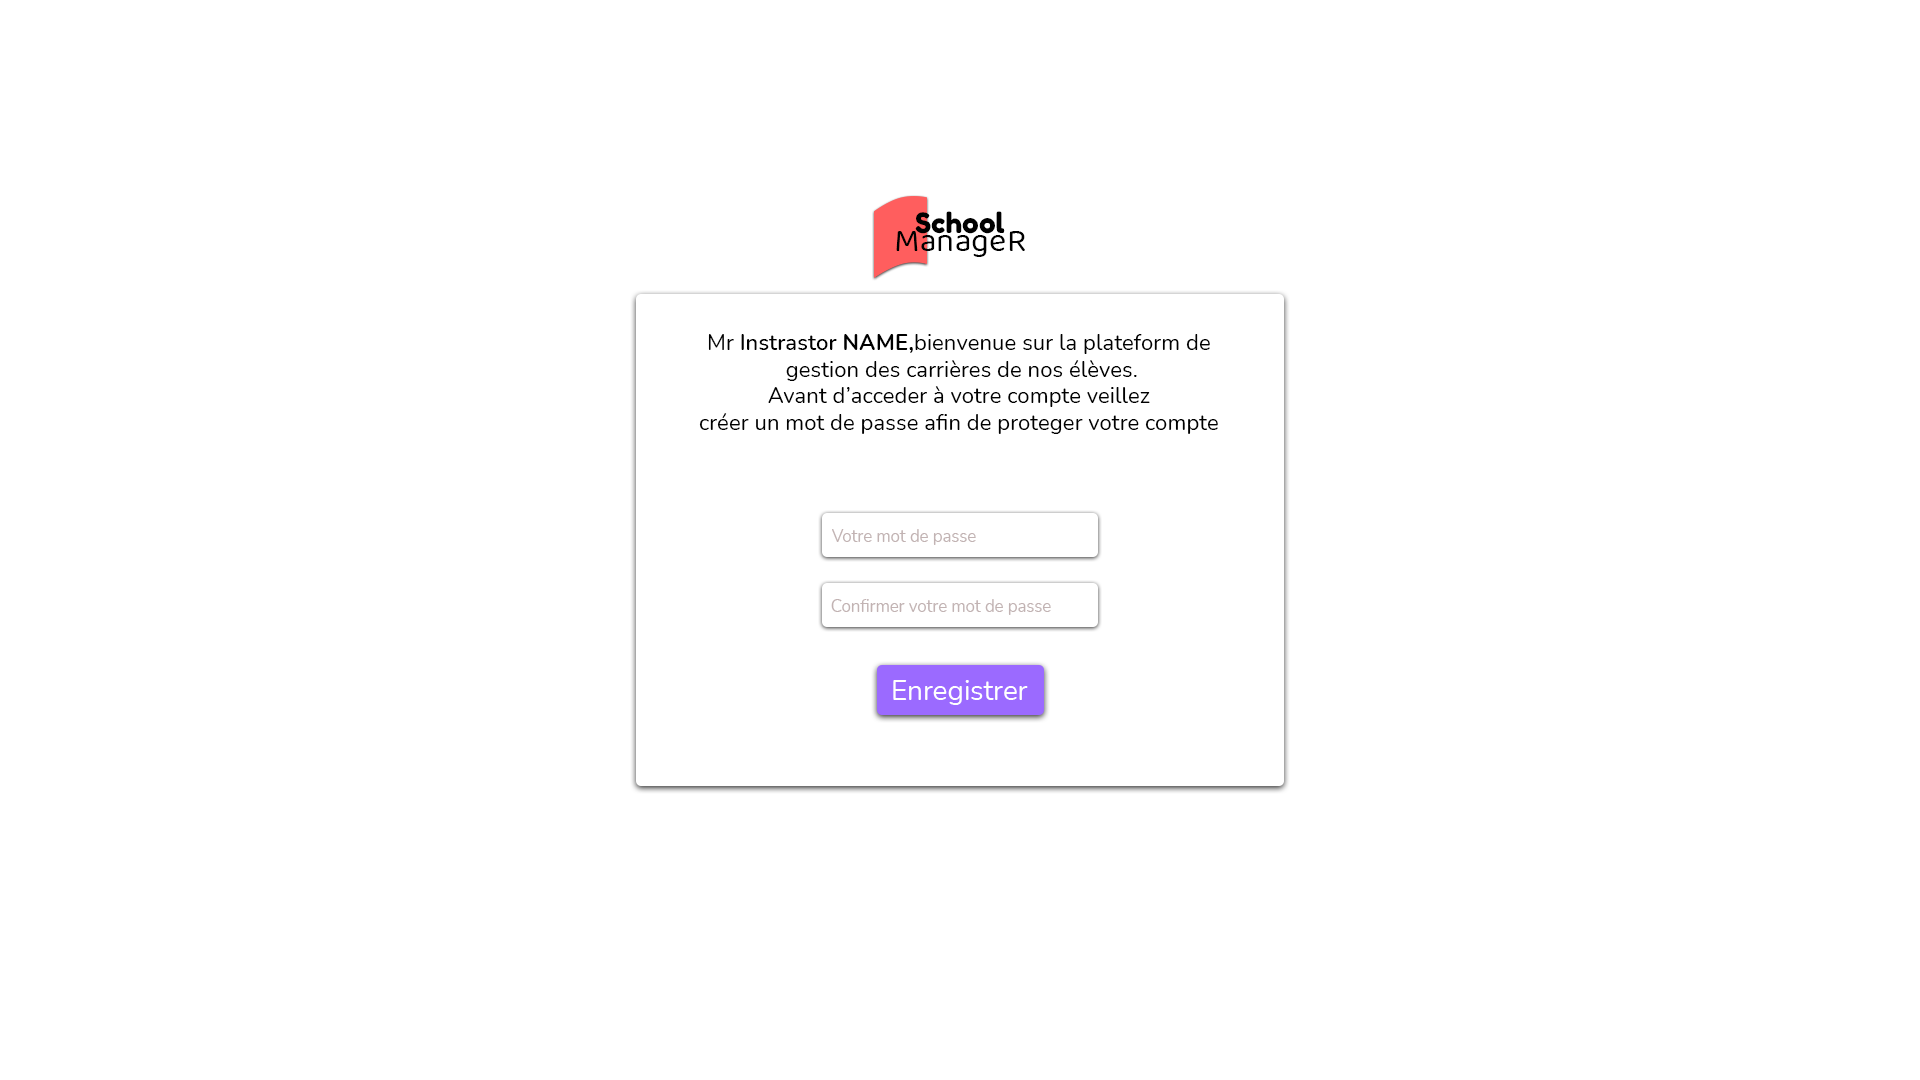 School
ManageR
Mr Instrastor NAME,bienvenue sur la plateform de
gestion des carrières de nos élèves.
Avant d’acceder à votre compte veillez
créer un mot de passe afin de proteger votre compte
Votre mot de passe
Confirmer votre mot de passe
Enregistrer